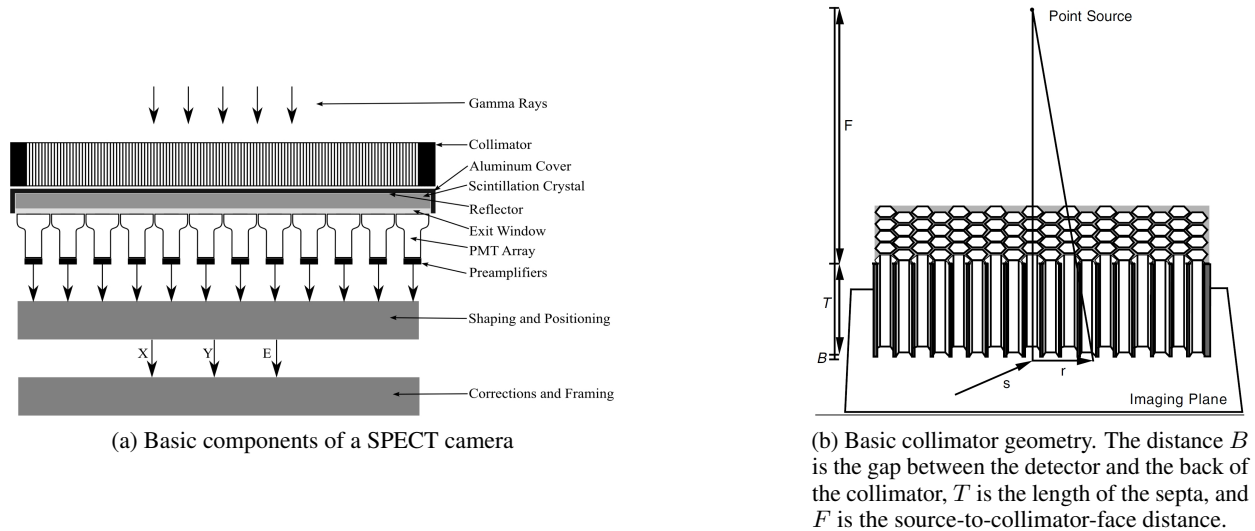 Gamma Rays
Collimator
Aluminum Cover
Scintillation Crystal
Reflector
Exit Window
PMT Array
Preamplifiers
Shaping and Positioning
X
Y
E
Corrections and Framing
(a) Basic components of a SPECT camera
Point Source
F
T
B
s
r
Imaging Plane
(b) Basic collimator geometry. The distance B
is the gap between the detector and the back of
the collimator, T is the length of the septa, and
F is the source-to-collimator-face distance.